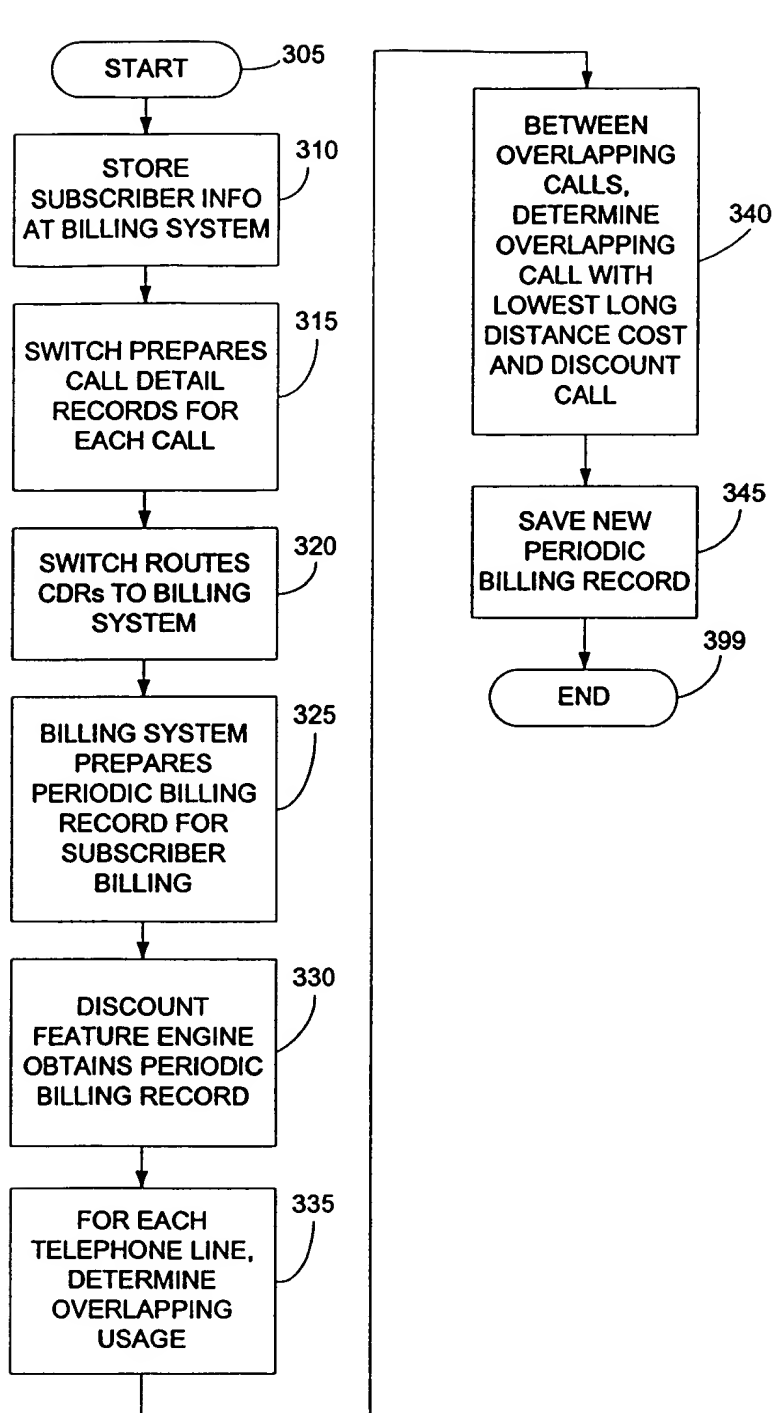 START
305
STORE
SUBSCRIBER INFO
AT BILLING SYSTEM
310
SWITCH PREPARES
CALL DETAIL
RECORDS FOR
EACH CALL
315
SWITCH ROUTES
CDRs TO BILLING
SYSTEM
320
BILLING SYSTEM
PREPARES
PERIODIC BILLING
RECORD FOR
SUBSCRIBER
BILLING
325
DISCOUNT
FEATURE ENGINE
OBTAINS PERIODIC
BILLING RECORD
330
FOR EACH
TELEPHONE LINE,
DETERMINE
OVERLAPPING
USAGE
335
BETWEEN
OVERLAPPING
CALLS,
DETERMINE
OVERLAPPING
CALL WITH
LOWEST LONG
DISTANCE COST
AND DISCOUNT
CALL
340
SAVE NEW
PERIODIC
BILLING RECORD
345
END
399